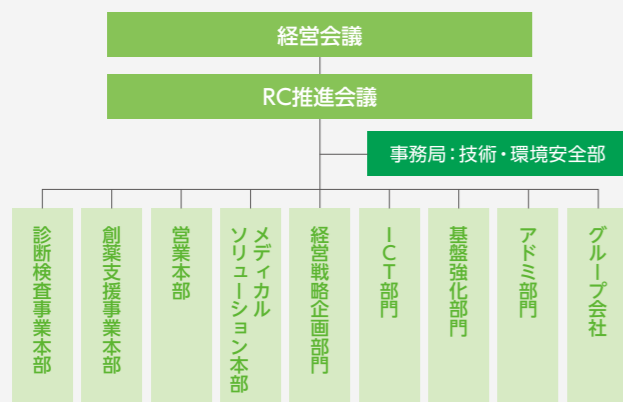 経営会議
RC推進会議
事務局：技術・環境安全部
診断検査事業本部
創薬支援事業本部
営業本部
メディカル
ソリューション本部
経営戦略企画部門
ICT部門
基盤強化部門
アドミ部門
グループ会社